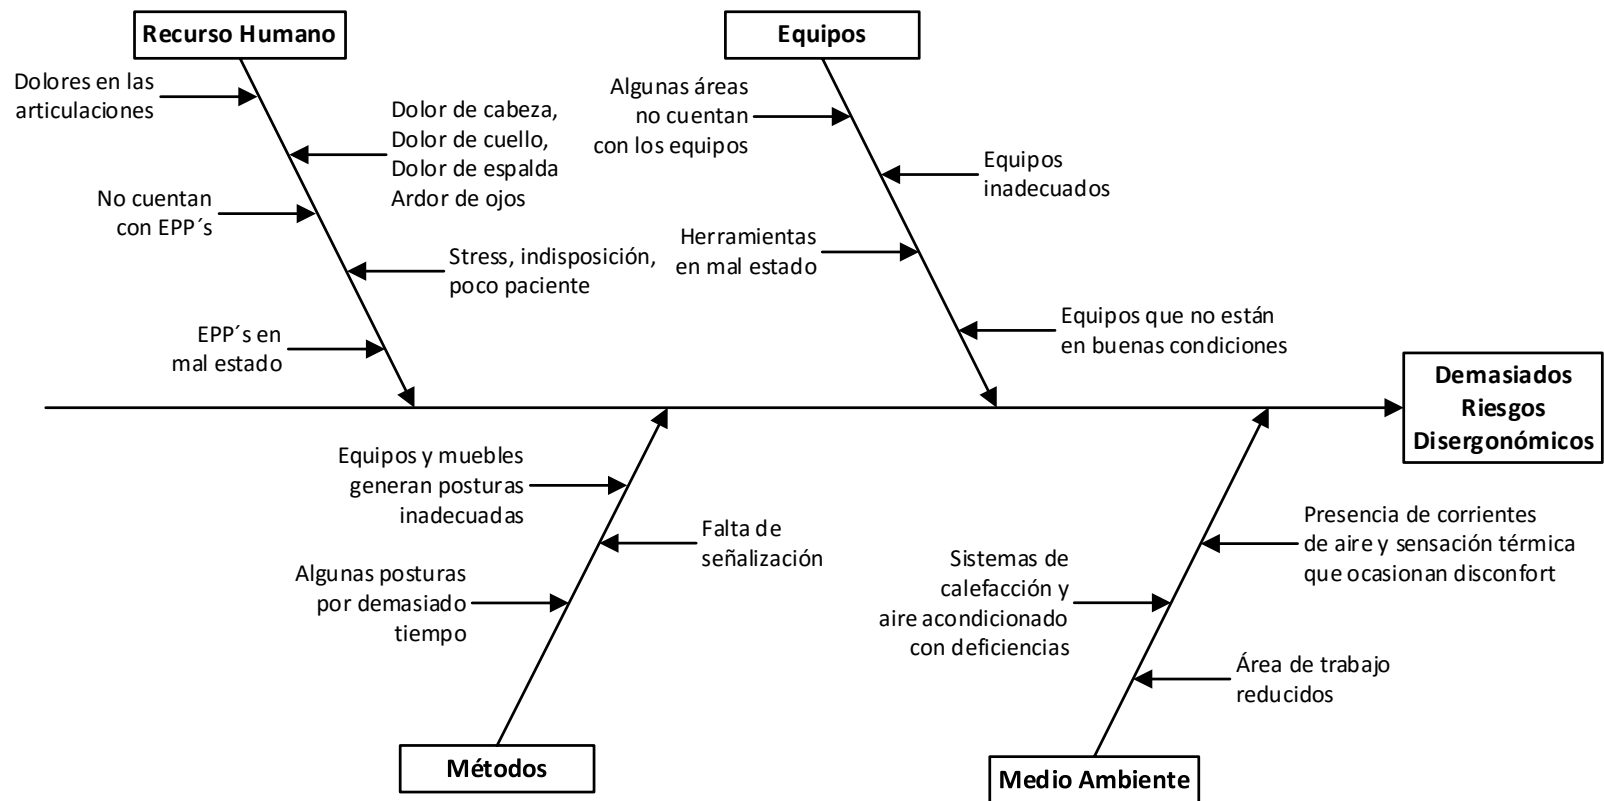 Recurso Humano
Dolores en las
articulaciones
Dolor de cabeza,
Dolor de cuello,
Dolor de espalda
Ardor de ojos
No cuentan
con EPP´s
Stress, indisposición,
poco paciente
EPP´s en
mal estado
Equipos
Algunas áreas
no cuentan
con los equipos
Equipos
inadecuados
Herramientas
en mal estado
Equipos que no están
en buenas condiciones
Demasiados
Riesgos
Disergonómicos
Equipos y muebles
generan posturas
inadecuadas
Falta de
señalización
Algunas posturas
por demasiado
tiempo
Métodos
Presencia de corrientes
de aire y sensación térmica
que ocasionan disconfort
Sistemas de
calefacción y
aire acondicionado
con deficiencias
Área de trabajo
reducidos
Medio Ambiente